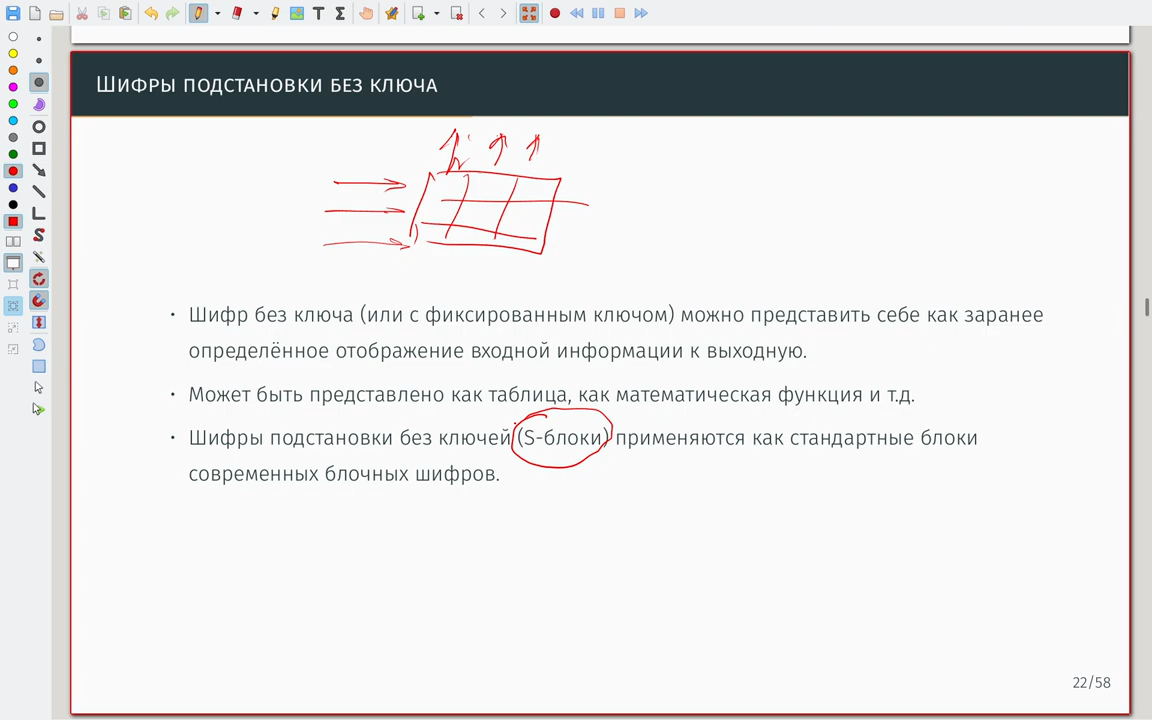 Шифры подстановки без ключа
• Шифр без ключа (или с фиксированным ключом) можно представить себе как заранее
определённое отображение входной информации к выходную.
• Может быть представлено как таблица, как математическая функция и т.д.
• Шифры подстановки без ключей (S-блоки) применяются как стандартные блоки
современных блочных шифров.
22/58